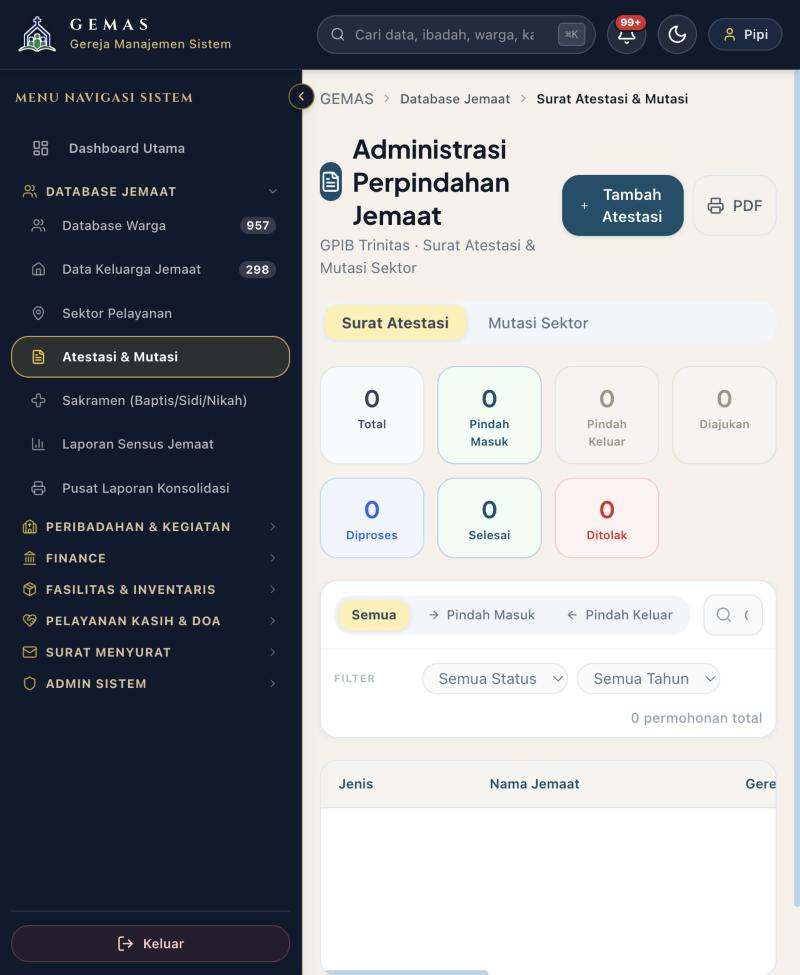 GEMAS
Gereja Manajemen Sistem
Cari data, ibadah, warga, ka
⌘K
99+
Pipi
MENU NAVIGASI SISTEM
Dashboard Utama
DATABASE JEMAAT
Database Warga 957
Data Keluarga Jemaat 298
Sektor Pelayanan
Atestasi & Mutasi
Sakramen (Baptis/Sidi/Nikah)
Laporan Sensus Jemaat
Pusat Laporan Konsolidasi
PERIBADAHAN & KEGIATAN
FINANCE
FASILITAS & INVENTARIS
PELAYANAN KASIH & DOA
SURAT MENYURAT
ADMIN SISTEM
Keluar
GEMAS > Database Jemaat > Surat Atestasi & Mutasi
Administrasi
Perpindahan
Jemaat
GPIB Trinitas · Surat Atestasi &
Mutasi Sektor
+ Tambah
Atestasi
PDF
Surat Atestasi Mutasi Sektor
0
Total
0
Pindah
Masuk
0
Pindah
Keluar
0
Diajukan
0
Diproses
0
Selesai
0
Ditolak
Semua → Pindah Masuk ← Pindah Keluar
FILTER Semua Status Semua Tahun
0 permohonan total
Jenis Nama Jemaat Gere